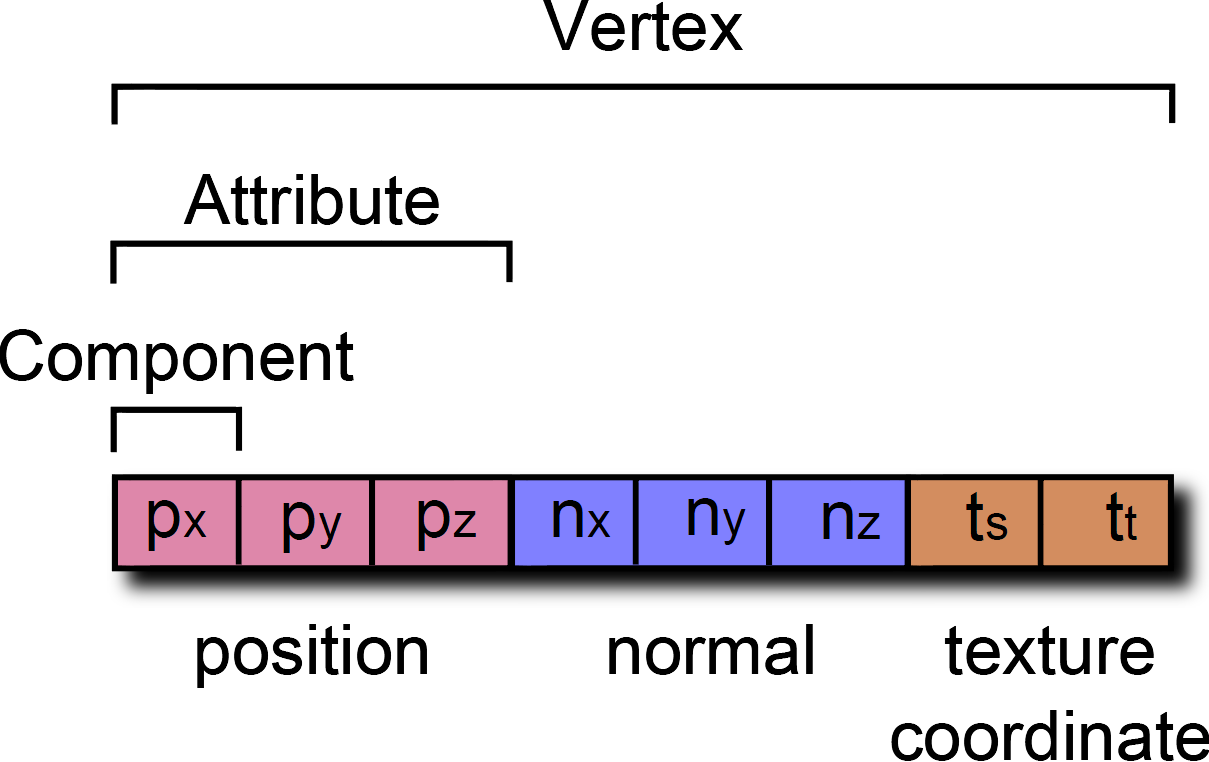 Vertex
Attribute
Component
px py pz nx ny nz ts tt
position normal texture
coordinate